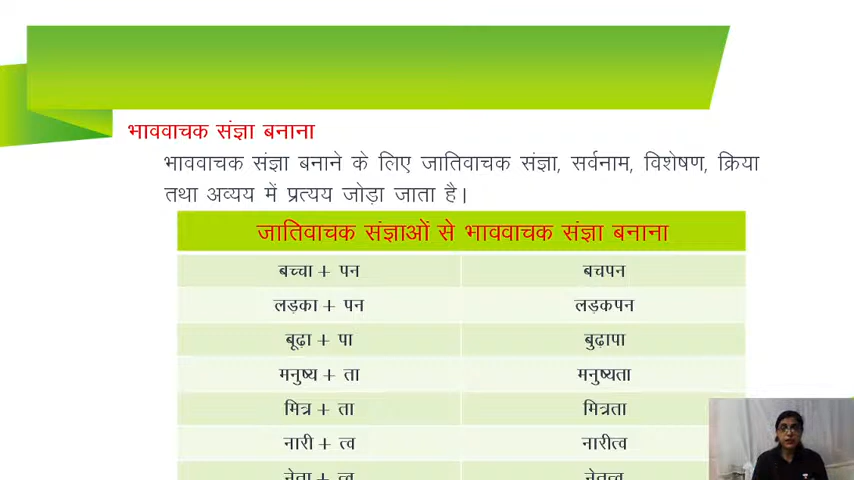 भाववाचक संज्ञा बनाना
भाववाचक संज्ञा बनाने के लिए जातिवाचक संज्ञा, सर्वनाम, विशेषण, क्रिया
तथा अव्यय में प्रत्यय जोड़ा जाता है।
जातिवाचक संज्ञाओं से भाववाचक संज्ञा बनाना
बच्चा + पन बचपन
लड़का + पन लड़कपन
बूढ़ा + पा बुढ़ापा
मनुष्य + ता मनुष्यता
मित्र + ता मित्रता
नारी + त्व नारीत्व
नेता + त्व नेतृत्व